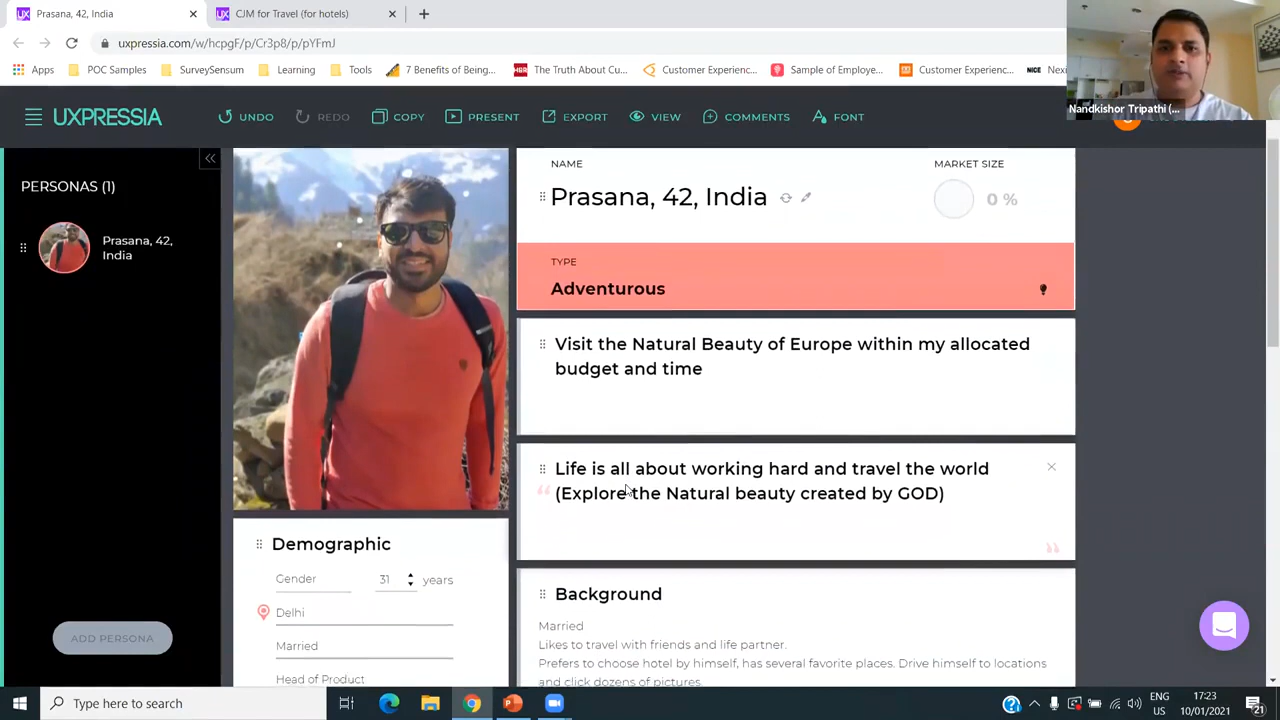 Prasana, 42, India
CJM for Travel (for hotels)
uxpressia.com/w/hcpgF/p/Cr3p8/p/pYFmJ
Apps
POC Samples
SurveySensum
Learning
Tools
7 Benefits of Being...
The Truth About Cu...
Customer Experienc...
Sample of Employe...
Customer Experienc...
NICE
Nandkishor Tripathi (...
UXPRESSIA
UNDO
REDO
COPY
PRESENT
EXPORT
VIEW
COMMENTS
FONT
PERSONAS (1)
Prasana, 42,
India
ADD PERSONA
NAME
Prasana, 42, India
MARKET SIZE
0 %
TYPE
Adventurous
Visit the Natural Beauty of Europe within my allocated
budget and time
Life is all about working hard and travel the world
(Explore the Natural beauty created by GOD)
Demographic
Gender
31 years
Delhi
Married
Head of Product
Background
Married
Likes to travel with friends and life partner.
Prefers to choose hotel by himself, has several favorite places. Drive himself to locations
and click dozens of pictures.
Type here to search
ENG
US
17:23
10/01/2021
21